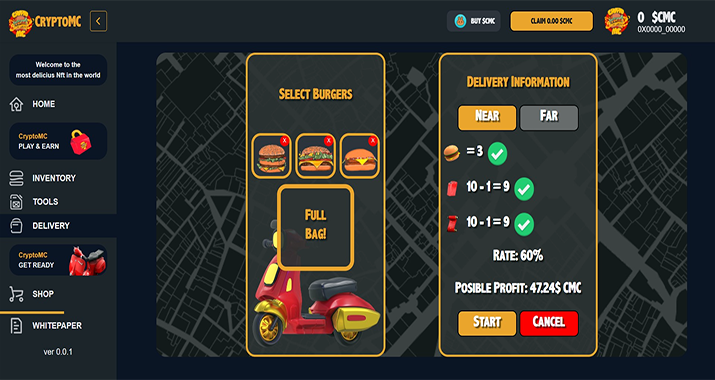 CRYPTOMC
<
BUY $CMC
CLAIM 0.00 $CMC
0 $CMC
0X0000_00000
Welcome to the
most delicius Nft in the world
HOME
CryptoMC
PLAY & EARN
INVENTORY
TOOLS
DELIVERY
CryptoMC
GET READY
SHOP
WHITEPAPER
ver 0.0.1
SELECT BURGERS
X X X
FULL
BAG!
DELIVERY INFORMATION
NEAR FAR
= 3
10 - 1 = 9
10 - 1 = 9
RATE: 60%
POSIBLE PROFIT: 47.24$ CMC
START CANCEL